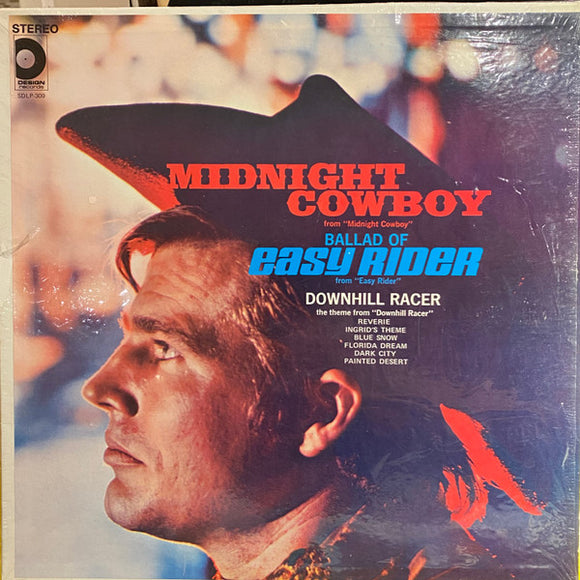 STEREO
D
DESIGN
records
SDLP-300
MIDNIGHT
COWBOY
from "Midnight Cowboy"
BALLAD OF
easy RIDER
from "Easy Rider"
DOWNHILL RACER
the theme from "Downhill Racer"
REVERIE
INGRID'S THEME
BLUE SNOW
FLORIDA DREAM
DARK CITY
PAINTED DESERT